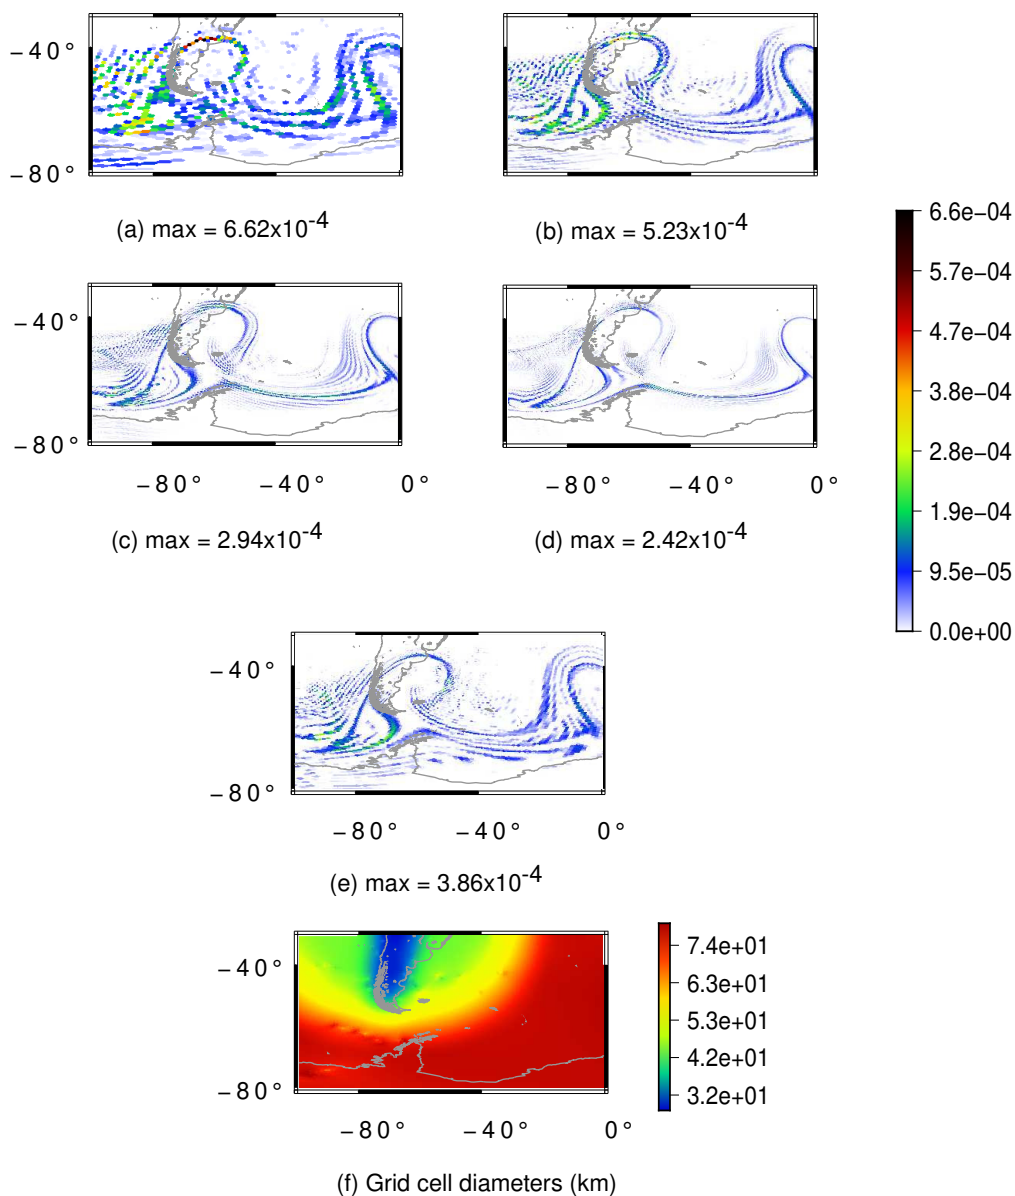 −40°
−80°
(a) max = 6.62x10-4
(b) max = 5.23x10-4
−40°
−80°
−80° −40° 0°
−80° −40° 0°
(c) max = 2.94x10-4
(d) max = 2.42x10-4
6.6e−04
5.7e−04
4.7e−04
3.8e−04
2.8e−04
1.9e−04
9.5e−05
0.0e+00
−40°
−80°
−80° −40° 0°
(e) max = 3.86x10-4
−40°
−80°
−80° −40° 0°
7.4e+01
6.3e+01
5.3e+01
4.2e+01
3.2e+01
(f) Grid cell diameters (km)